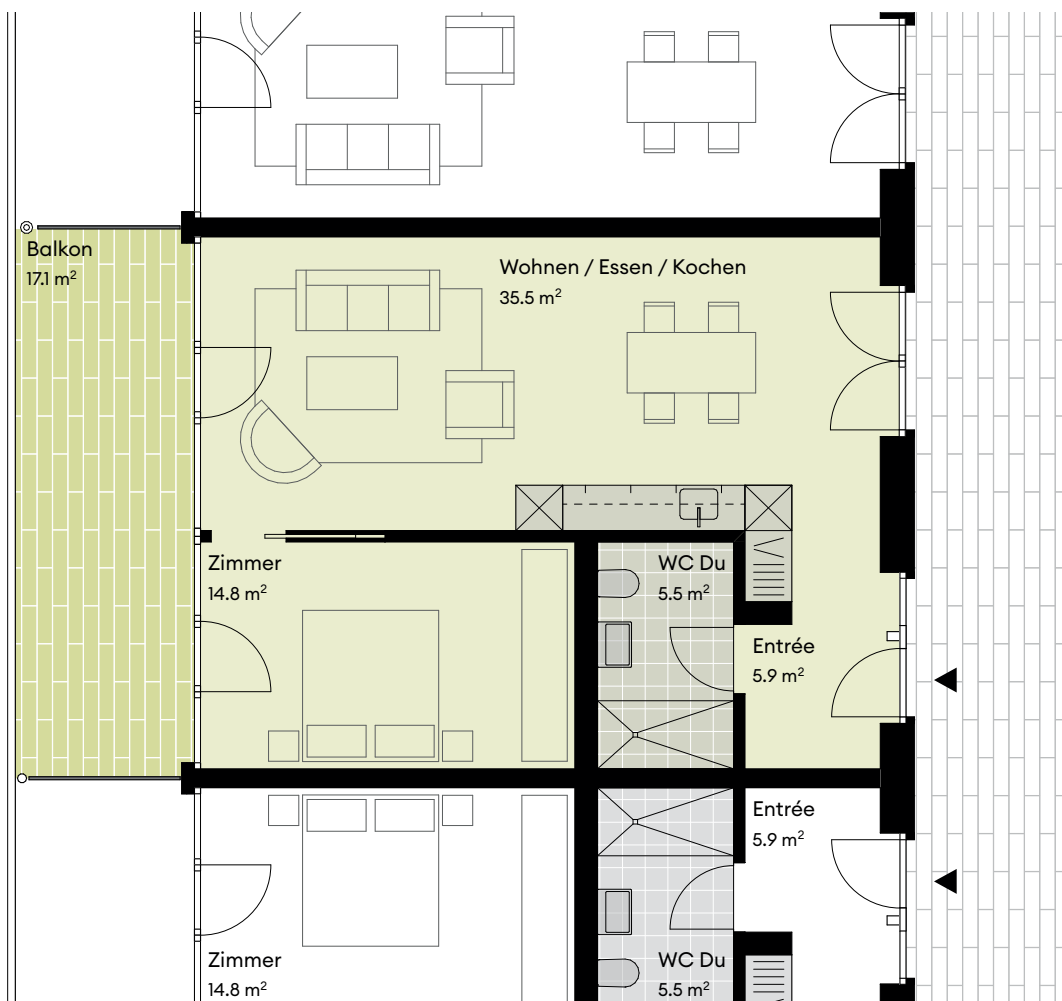 Balkon
17.1 m²
Wohnen / Essen / Kochen
35.5 m²
Zimmer
14.8 m²
WC Du
5.5 m²
Entrée
5.9 m²
Entrée
5.9 m²
Zimmer
14.8 m²
WC Du
5.5 m²